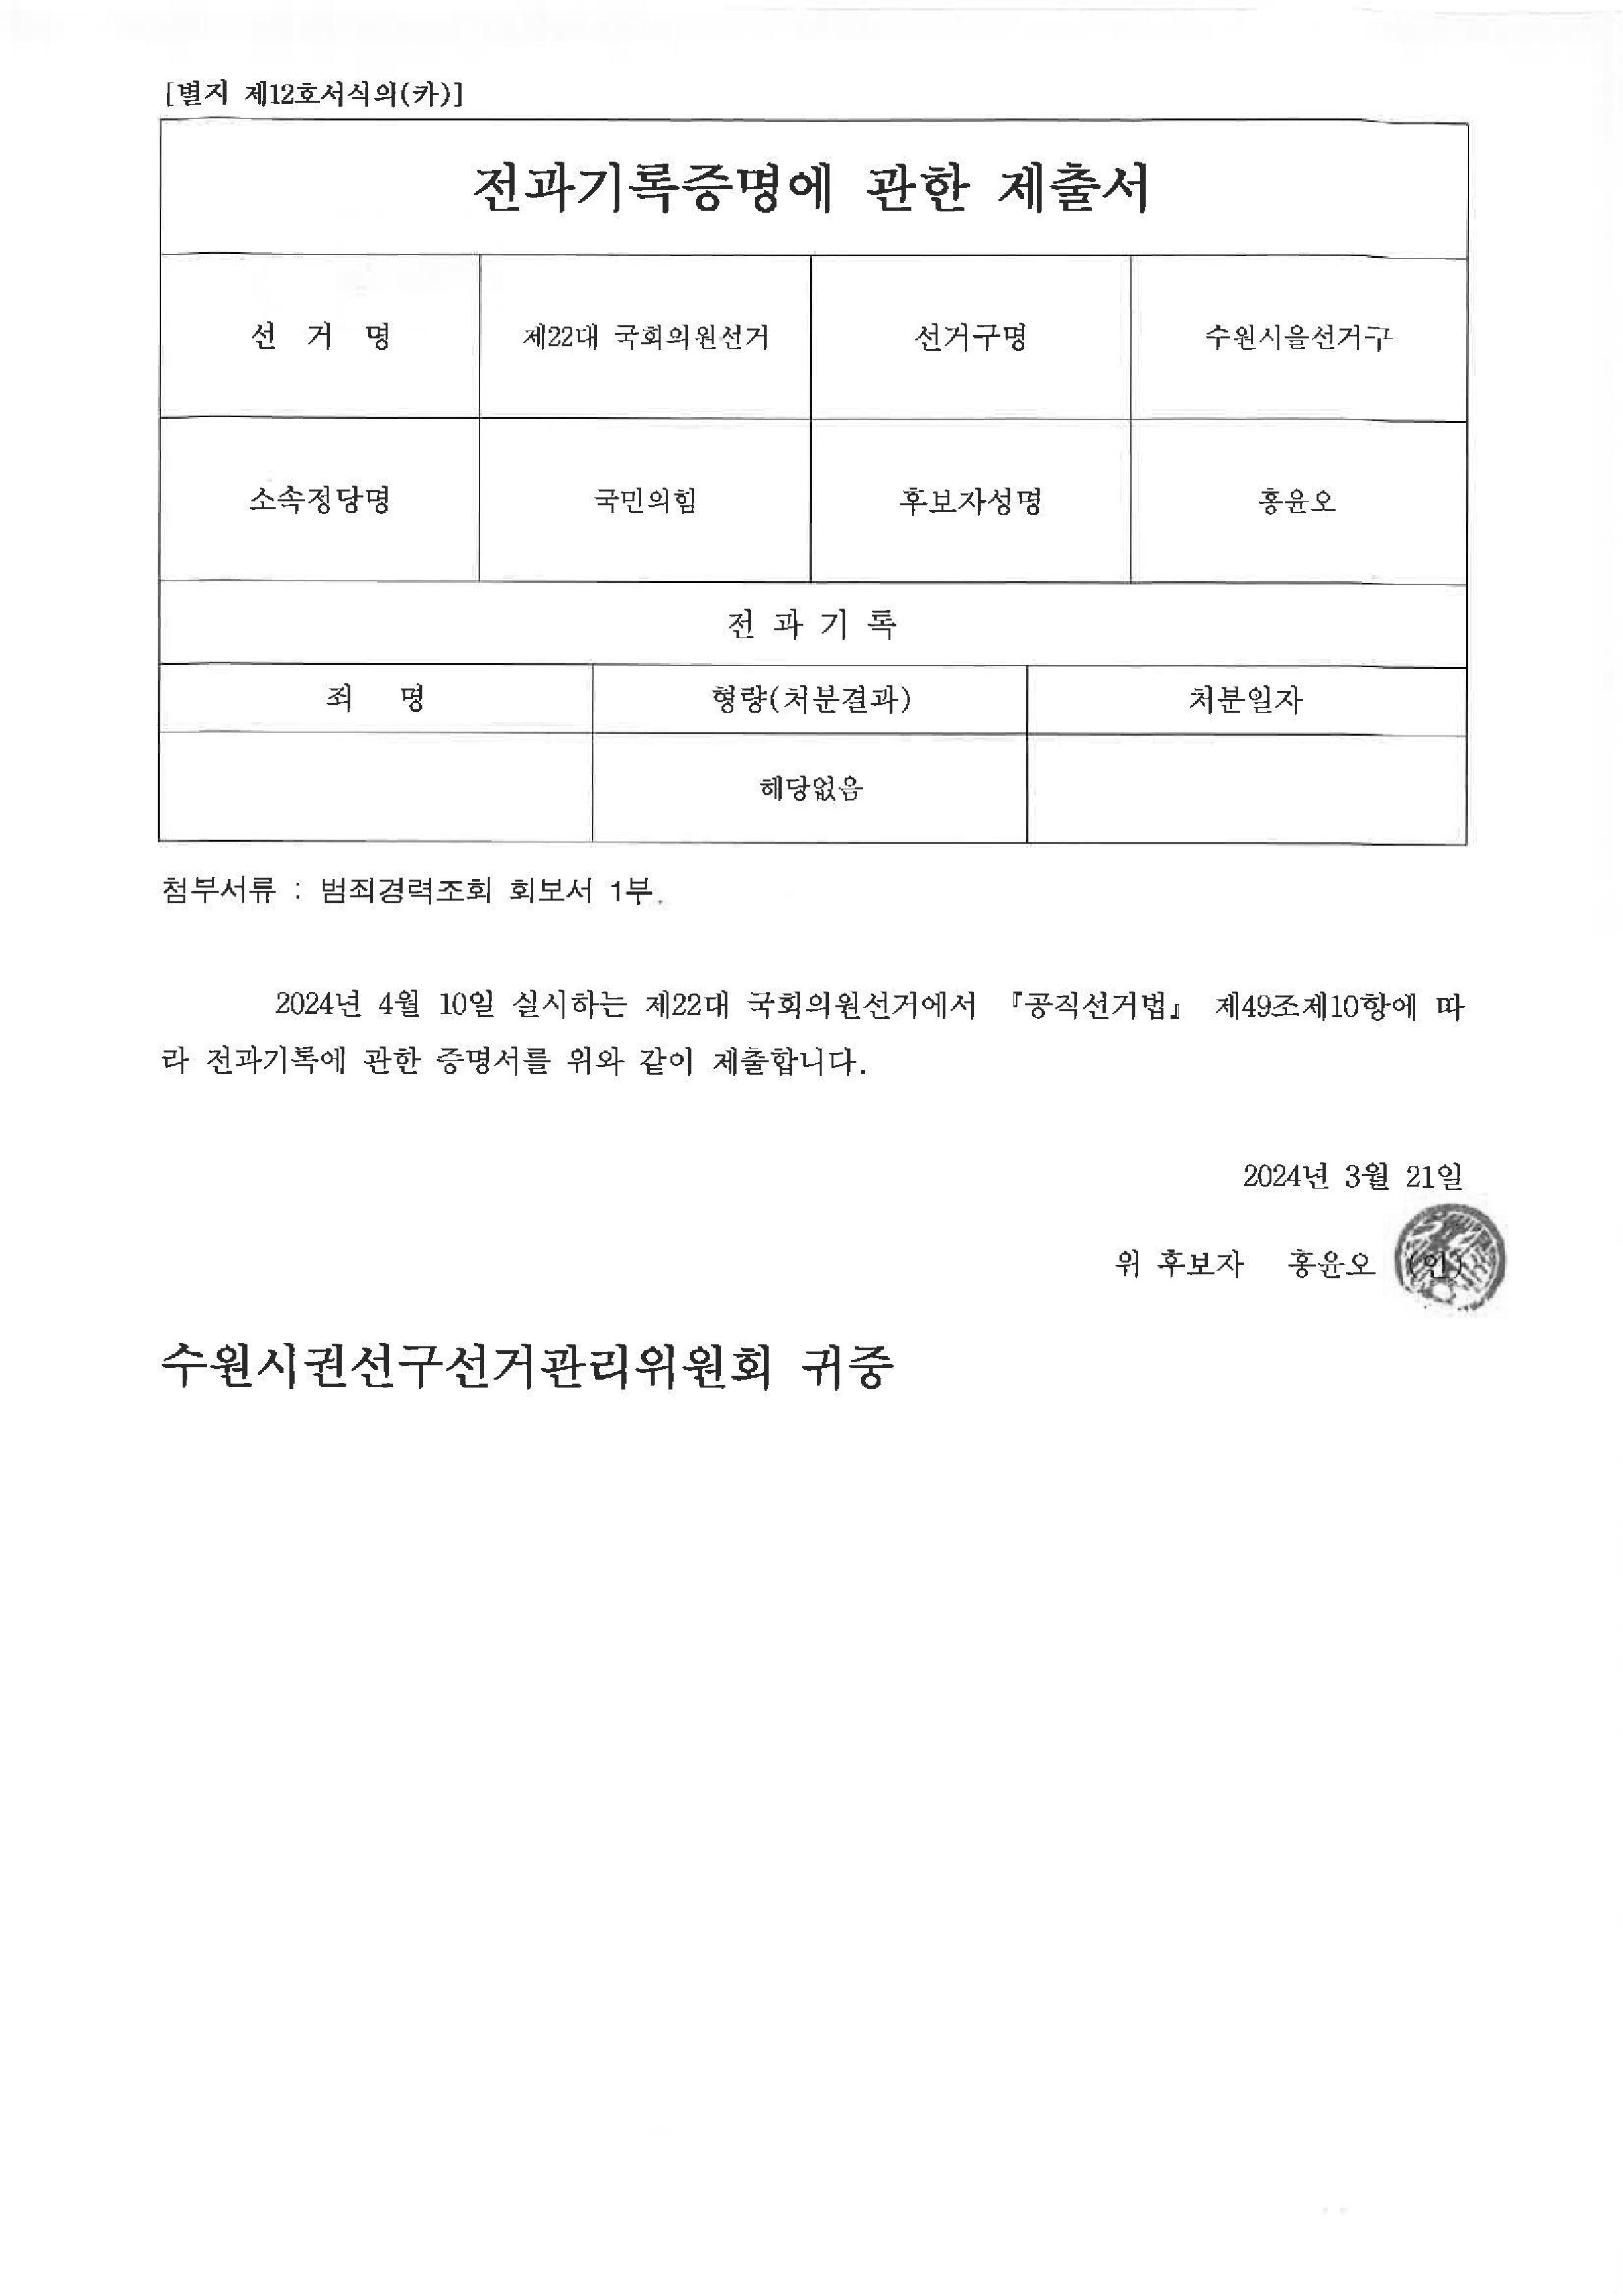 [별지 제12호서식의(카)]
전과기록증명에 관한 제출서
선 거 명 제22대 국회의원선거 선거구명 수원시을선거구
소속정당명 국민의힘 후보자성명 홍윤오
전 과 기 록
죄 명 형량(처분결과) 처분일자
해당없음
첨부서류 : 범죄경력조회 회보서 1부.
2024년 4월 10일 실시하는 제22대 국회의원선거에서 『공직선거법』 제49조제10항에 따
라 전과기록에 관한 증명서를 위와 같이 제출합니다.
2024년 3월 21일
위 후보자 홍윤오 (인)
수원시권선구선거관리위원회 귀중